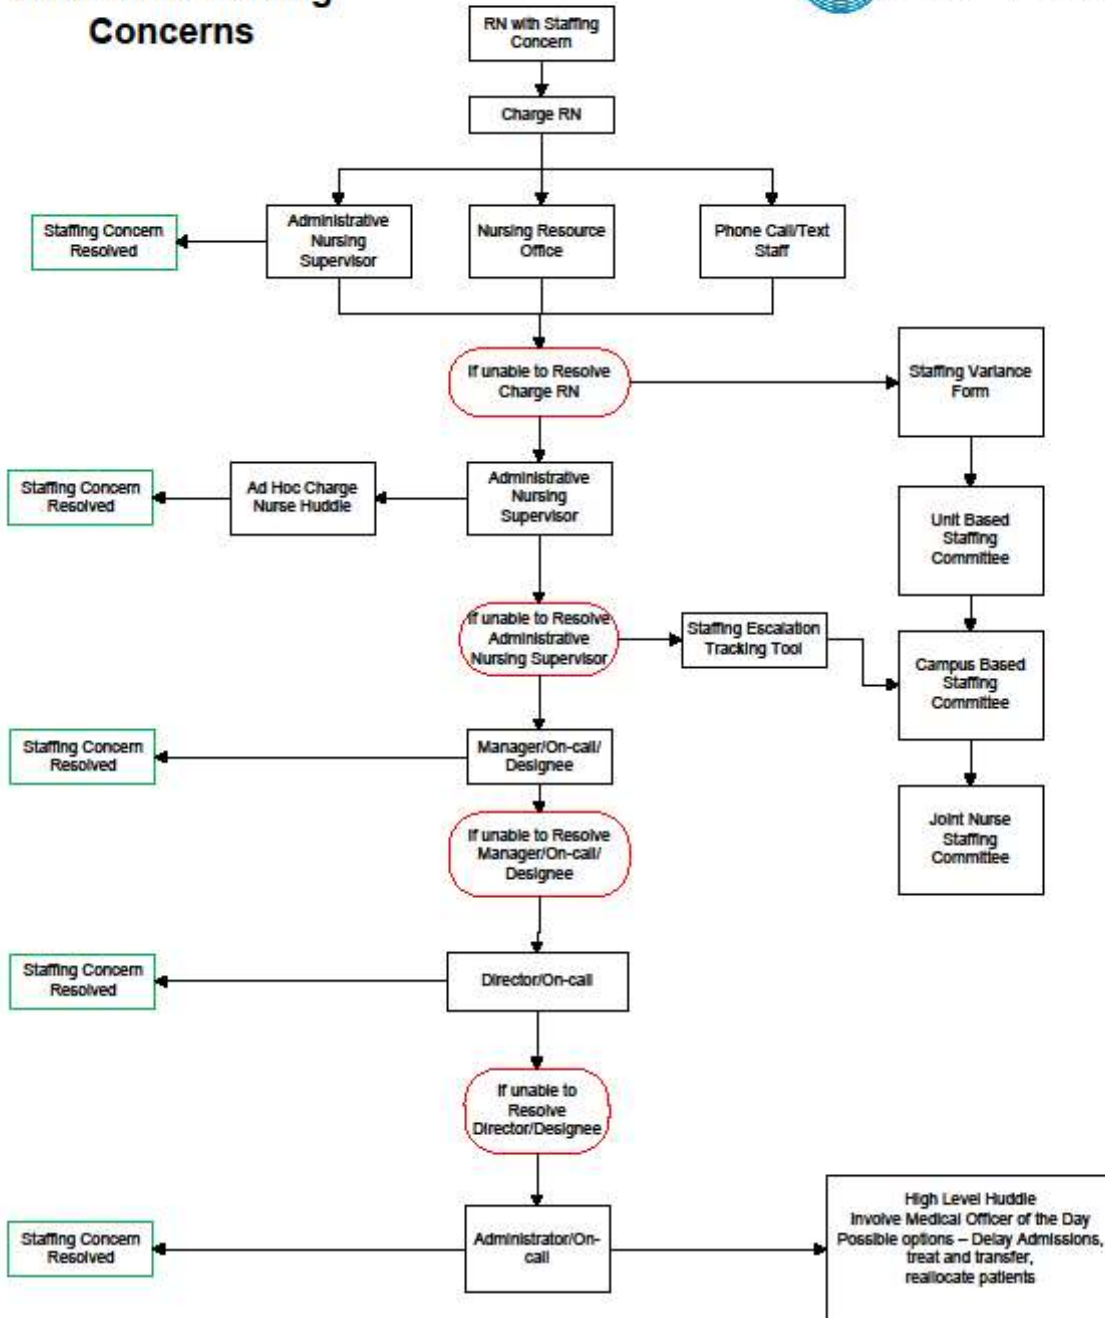 Concerns
RN with Staffing
Concern
Charge RN
Staffing Concern
Resolved
Administrative
Nursing
Supervisor
Nursing Resource
Office
Phone Call/Text
Staff
If unable to Resolve
Charge RN
Staffing Variance
Form
Staffing Concern
Resolved
Ad Hoc Charge
Nurse Huddle
Administrative
Nursing
Supervisor
Unit Based
Staffing
Committee
If unable to Resolve
Administrative
Nursing Supervisor
Staffing Escalation
Tracking Tool
Campus Based
Staffing
Committee
Staffing Concern
Resolved
Manager/On-call/
Designee
If unable to Resolve
Manager/On-call/
Designee
Joint Nurse
Staffing
Committee
Staffing Concern
Resolved
Director/On-call
If unable to
Resolve
Director/Designee
Staffing Concern
Resolved
Administrator/On-
call
High Level Huddle
Involve Medical Officer of the Day
Possible options – Delay Admissions,
treat and transfer,
reallocate patients